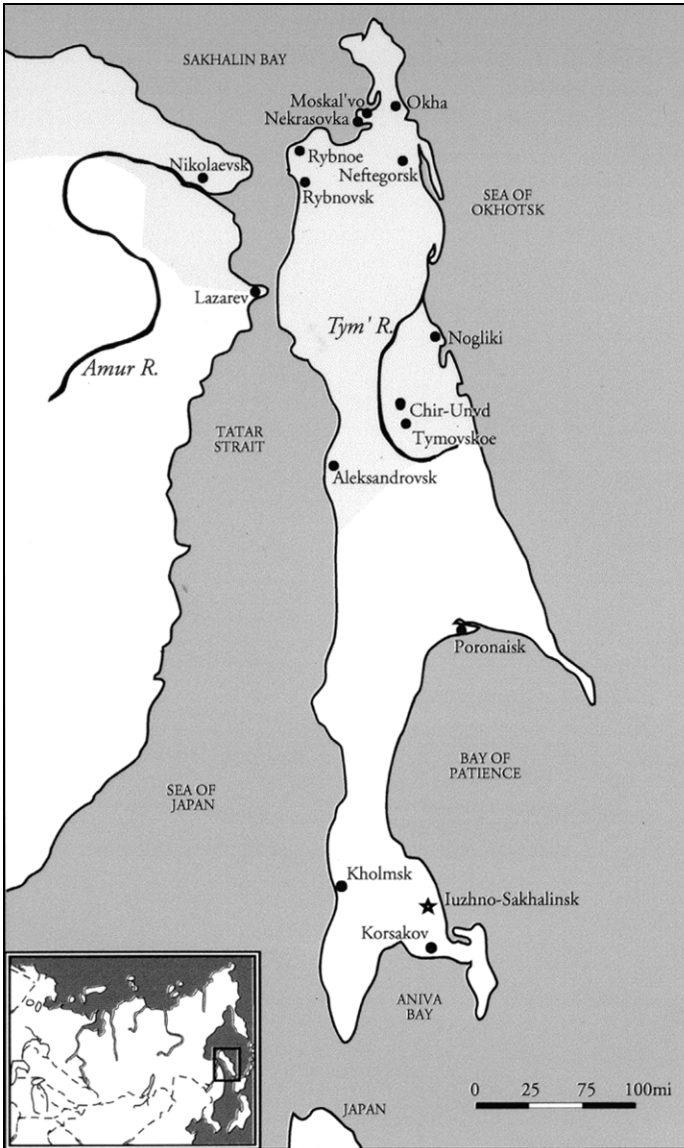 SAKHALIN BAY
Moskal'vo
Okha
Nekrasovka
Rybnoe
Nikolaevsk
Neftegorsk
Rybnovsk
SEA OF
OKHOTSK
Lazarev
Tym' R.
Nogliki
Amur R.
Chir-Unvd
TATAR
STRAIT
Tymovskoe
Aleksandrovsk
Poronaisk
BAY OF
PATIENCE
SEA OF
JAPAN
Kholmsk
Iuzhno-Sakhalinsk
Korsakov
ANIVA
BAY
0 25 75 100mi
JAPAN